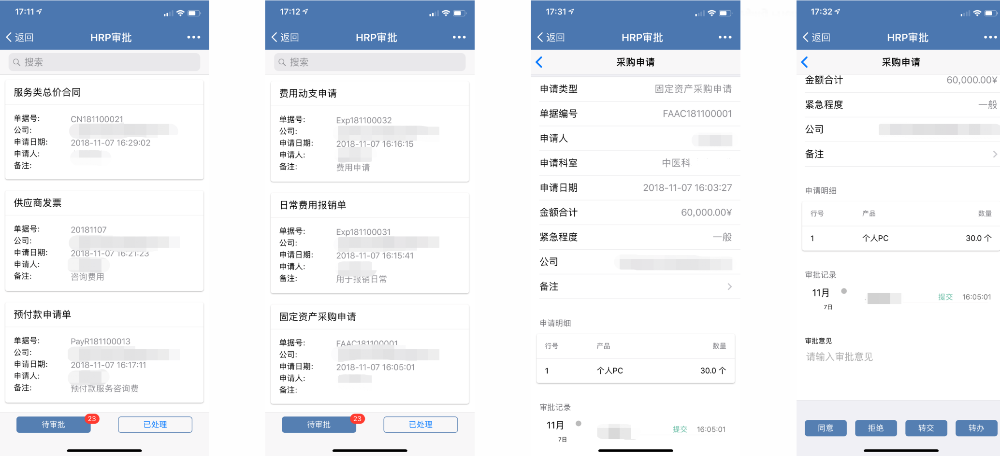 17:11
返回
HRP审批
搜索
服务类总价合同
单据号: CN181100021
公司:
申请日期: 2018-11-07 16:29:02
申请人:
备注:
供应商发票
单据号: 20181107
公司:
申请日期: 2018-11-07 16:21:23
申请人:
备注: 咨询费用
预付款申请单
单据号: PayR181100013
公司:
申请日期: 2018-11-07 16:17:11
申请人:
备注: 预付款服务咨询费
待审批 23 已处理
17:12
返回
HRP审批
搜索
费用动支申请
单据号: Exp181100032
公司:
申请日期: 2018-11-07 16:16:15
申请人:
备注: 费用申请
日常费用报销单
单据号: Exp181100031
公司:
申请日期: 2018-11-07 16:15:41
申请人:
备注: 用于报销日常
固定资产采购申请
单据号: FAAC181100001
公司:
申请日期: 2018-11-07 16:05:01
申请人:
备注:
待审批 23 已处理
17:31
返回
HRP审批
采购申请
申请类型 固定资产采购申请
单据编号 FAAC181100001
申请人
申请科室 中医科
申请日期 2018-11-07 16:03:27
金额合计 60,000.00¥
紧急程度 一般
公司
备注
申请明细
行号 产品 数量
1 个人PC 30.0 个
审批记录
11月 提交 16:05:01
7日
17:32
返回
HRP审批
采购申请
金额合计 60,000.00¥
紧急程度 一般
公司
备注
申请明细
行号 产品 数量
1 个人PC 30.0 个
审批记录
11月 提交 16:05:01
7日
审批意见
请输入审批意见
同意 拒绝 转交 转办